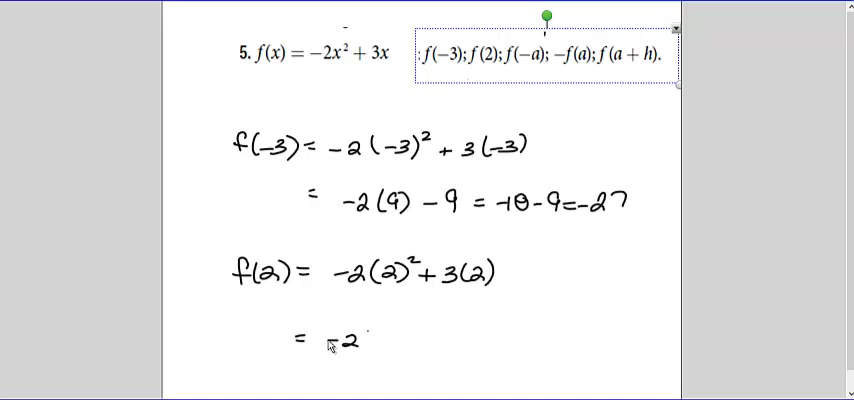 5. f(x) = −2x² + 3x : f(−3); f(2); f(−a); −f(a); f(a + h).
f(-3) = -2(-3)² + 3(-3)
= -2(9) - 9 = -18 - 9 = -27
f(2) = -2(2)² + 3(2)
= -2